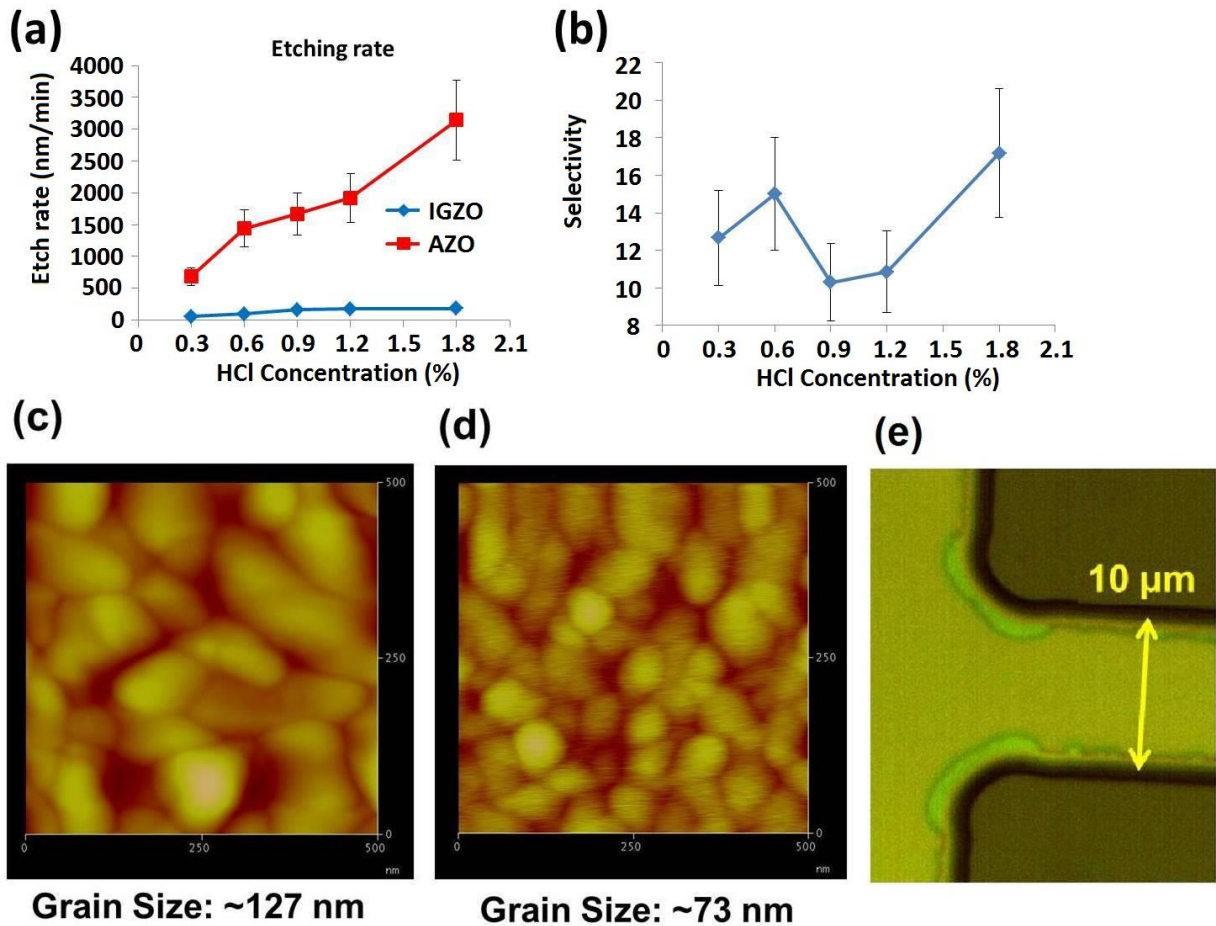 (a)
Etching rate
Etch rate (nm/min)
4000
3500
3000
2500
2000
1500
1000
500
0
IGZO
AZO
0 0.3 0.6 0.9 1.2 1.5 1.8 2.1
HCl Concentration (%)
(b)
Selectivity
22
20
18
16
14
12
10
8
0 0.3 0.6 0.9 1.2 1.5 1.8 2.1
HCl Concentration (%)
(c)
500
250
0
0 250 500
nm
Grain Size: ~127 nm
(d)
500
250
0
0 250 500
nm
Grain Size: ~73 nm
(e)
10 µm